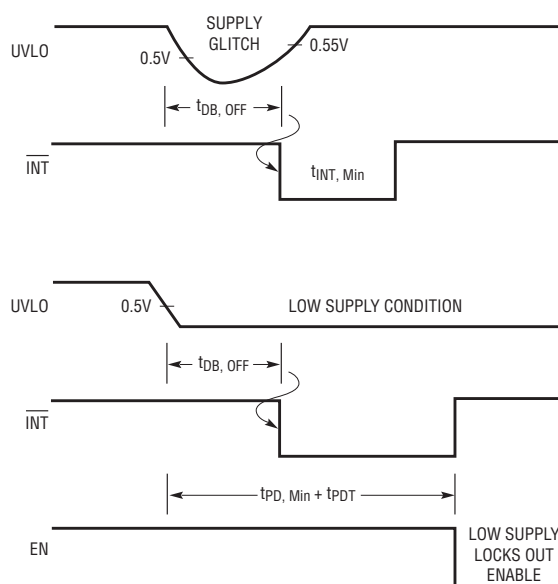 SUPPLY
GLITCH
UVLO
0.5V
0.55V
tDB, OFF
INT
tINT, Min
UVLO
0.5V
LOW SUPPLY CONDITION
tDB, OFF
INT
tPD, Min + tPDT
EN
LOW SUPPLY
LOCKS OUT
ENABLE